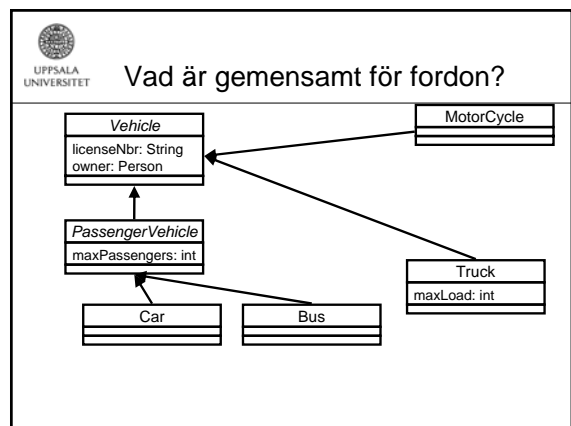 UPPSALA
UNIVERSITET
Vad är gemensamt för fordon?
Vehicle
licenseNbr: String
owner: Person
MotorCycle
PassengerVehicle
maxPassengers: int
Truck
maxLoad: int
Car
Bus